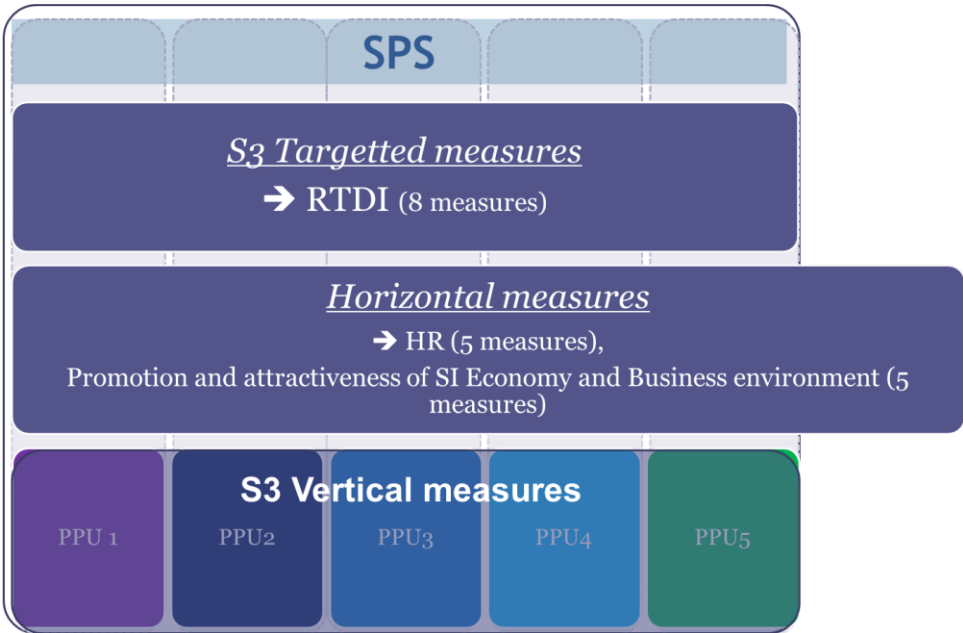 SPS
S3 Targetted measures
➔ RTDI (8 measures)
Horizontal measures
➔ HR (5 measures),
Promotion and attractiveness of SI Economy and Business environment (5
measures)
S3 Vertical measures
PPU 1 PPU2 PPU3 PPU4 PPU5